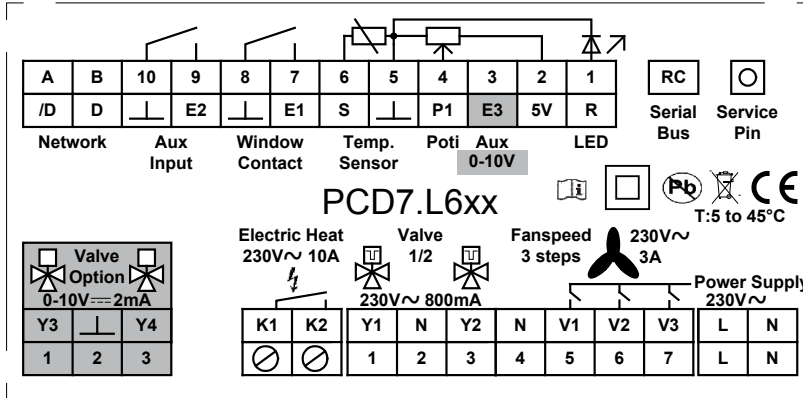 A B 10 9 8 7 6 5 4 3 2 1 RC
/D D E2 E1 S P1 E3 5V R
Network Aux Input Window Contact Temp. Sensor Poti Aux 0-10V LED Serial Bus Service Pin
PCD7.L6xx
i Pb CE
T:5 to 45°C
Valve Option
0-10V 2mA
Y3 Y4
1 2 3
Electric Heat
230V~ 10A
Valve
1/2
230V~ 800mA
Fanspeed
3 steps
230V~
3A
Power Supply
230V~
K1 K2 Y1 N Y2 N V1 V2 V3 L N
1 2 3 4 5 6 7 L N